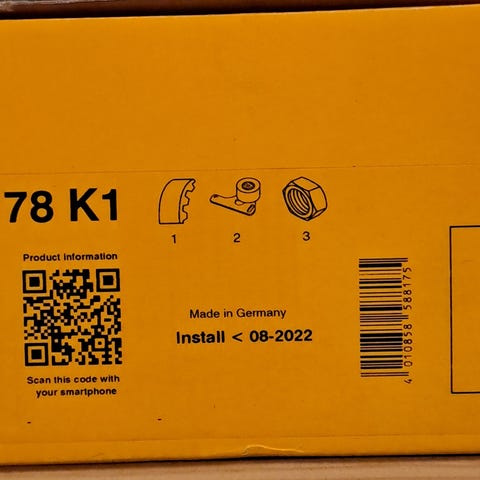 78 K1
1 2 3
Product information
Made in Germany
Install < 08-2022
Scan this code with
your smartphone
4 010858 588175